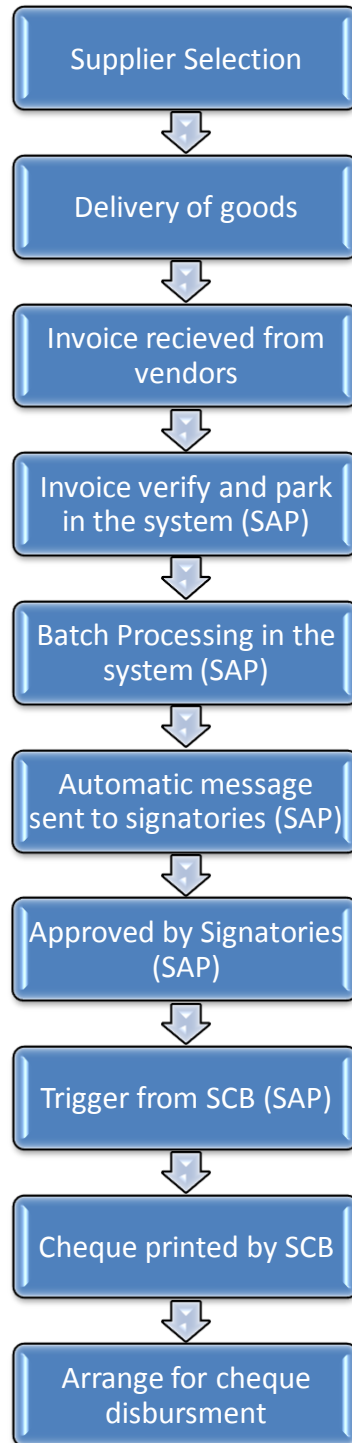 Supplier Selection
Delivery of goods
Invoice recieved from
vendors
Invoice verify and park
in the system (SAP)
Batch Processing in the
system (SAP)
Automatic message
sent to signatories (SAP)
Approved by Signatories
(SAP)
Trigger from SCB (SAP)
Cheque printed by SCB
Arrange for cheque
disbursment